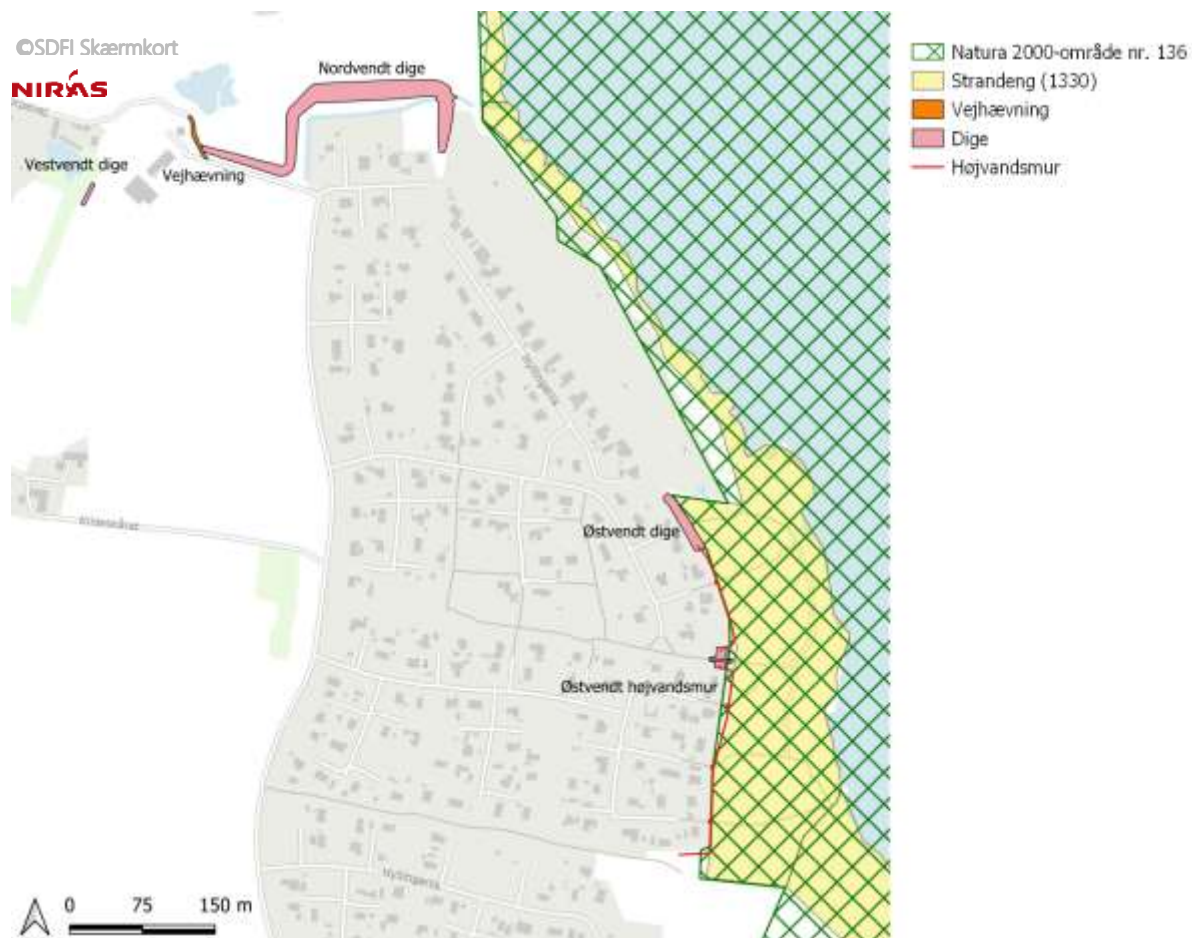 ©SDFI Skærmkort
NIRAS
Nordvendt dige
Vestvendt dige
Vejhævning
Østvendt dige
Østvendt højvandsmur
Hyllingeris
0 75 150 m
Natura 2000-område nr. 136
Strandeng (1330)
Vejhævning
Dige
Højvandsmur